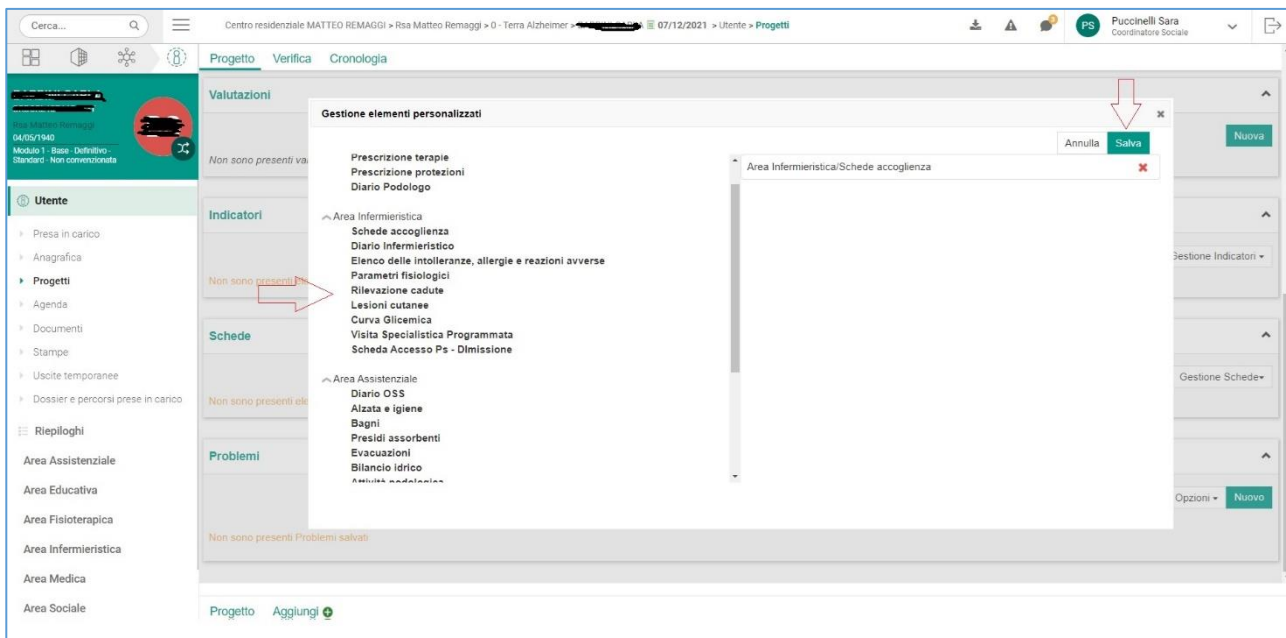 Cerca...
Centro residenziale MATTEO REMAGGI > Rsa Matteo Remaggi > 0 - Terra Alzheimer > 07/12/2021 > Utente > Progetti
3
PS
Puccinelli Sara
Coordinatore Sociale
Progetto Verifica Cronologia
Rsa Matteo Remaggi
04/05/1940
Modulo 1 - Base - Definitivo -
Standard - Non convenzionata
Utente
Presa in carico
Anagrafica
Progetti
Agenda
Documenti
Stampe
Uscite temporanee
Dossier e percorsi prese in carico
Riepiloghi
Area Assistenziale
Area Educativa
Area Fisioterapica
Area Infermieristica
Area Medica
Area Sociale
Valutazioni
Nuova
Non sono presenti
Indicatori
Gestione Indicatori
Non sono presenti
Schede
Gestione Schede
Non sono presenti
Problemi
Opzioni Nuovo
Non sono presenti Problemi salvati
Gestione elementi personalizzati
Annulla Salva
Prescrizione terapie
Prescrizione protezioni
Diario Podologo
Area Infermieristica
Schede accoglienza
Diario Infermieristico
Elenco delle intolleranze, allergie e reazioni avverse
Parametri fisiologici
Rilevazione cadute
Lesioni cutanee
Curva Glicemica
Visita Specialistica Programmata
Scheda Accesso Ps - DImissione
Area Assistenziale
Diario OSS
Alzata e igiene
Bagni
Presidi assorbenti
Evacuazioni
Bilancio idrico
Attività podologica
Area Infermieristica/Schede accoglienza
Progetto Aggiungi